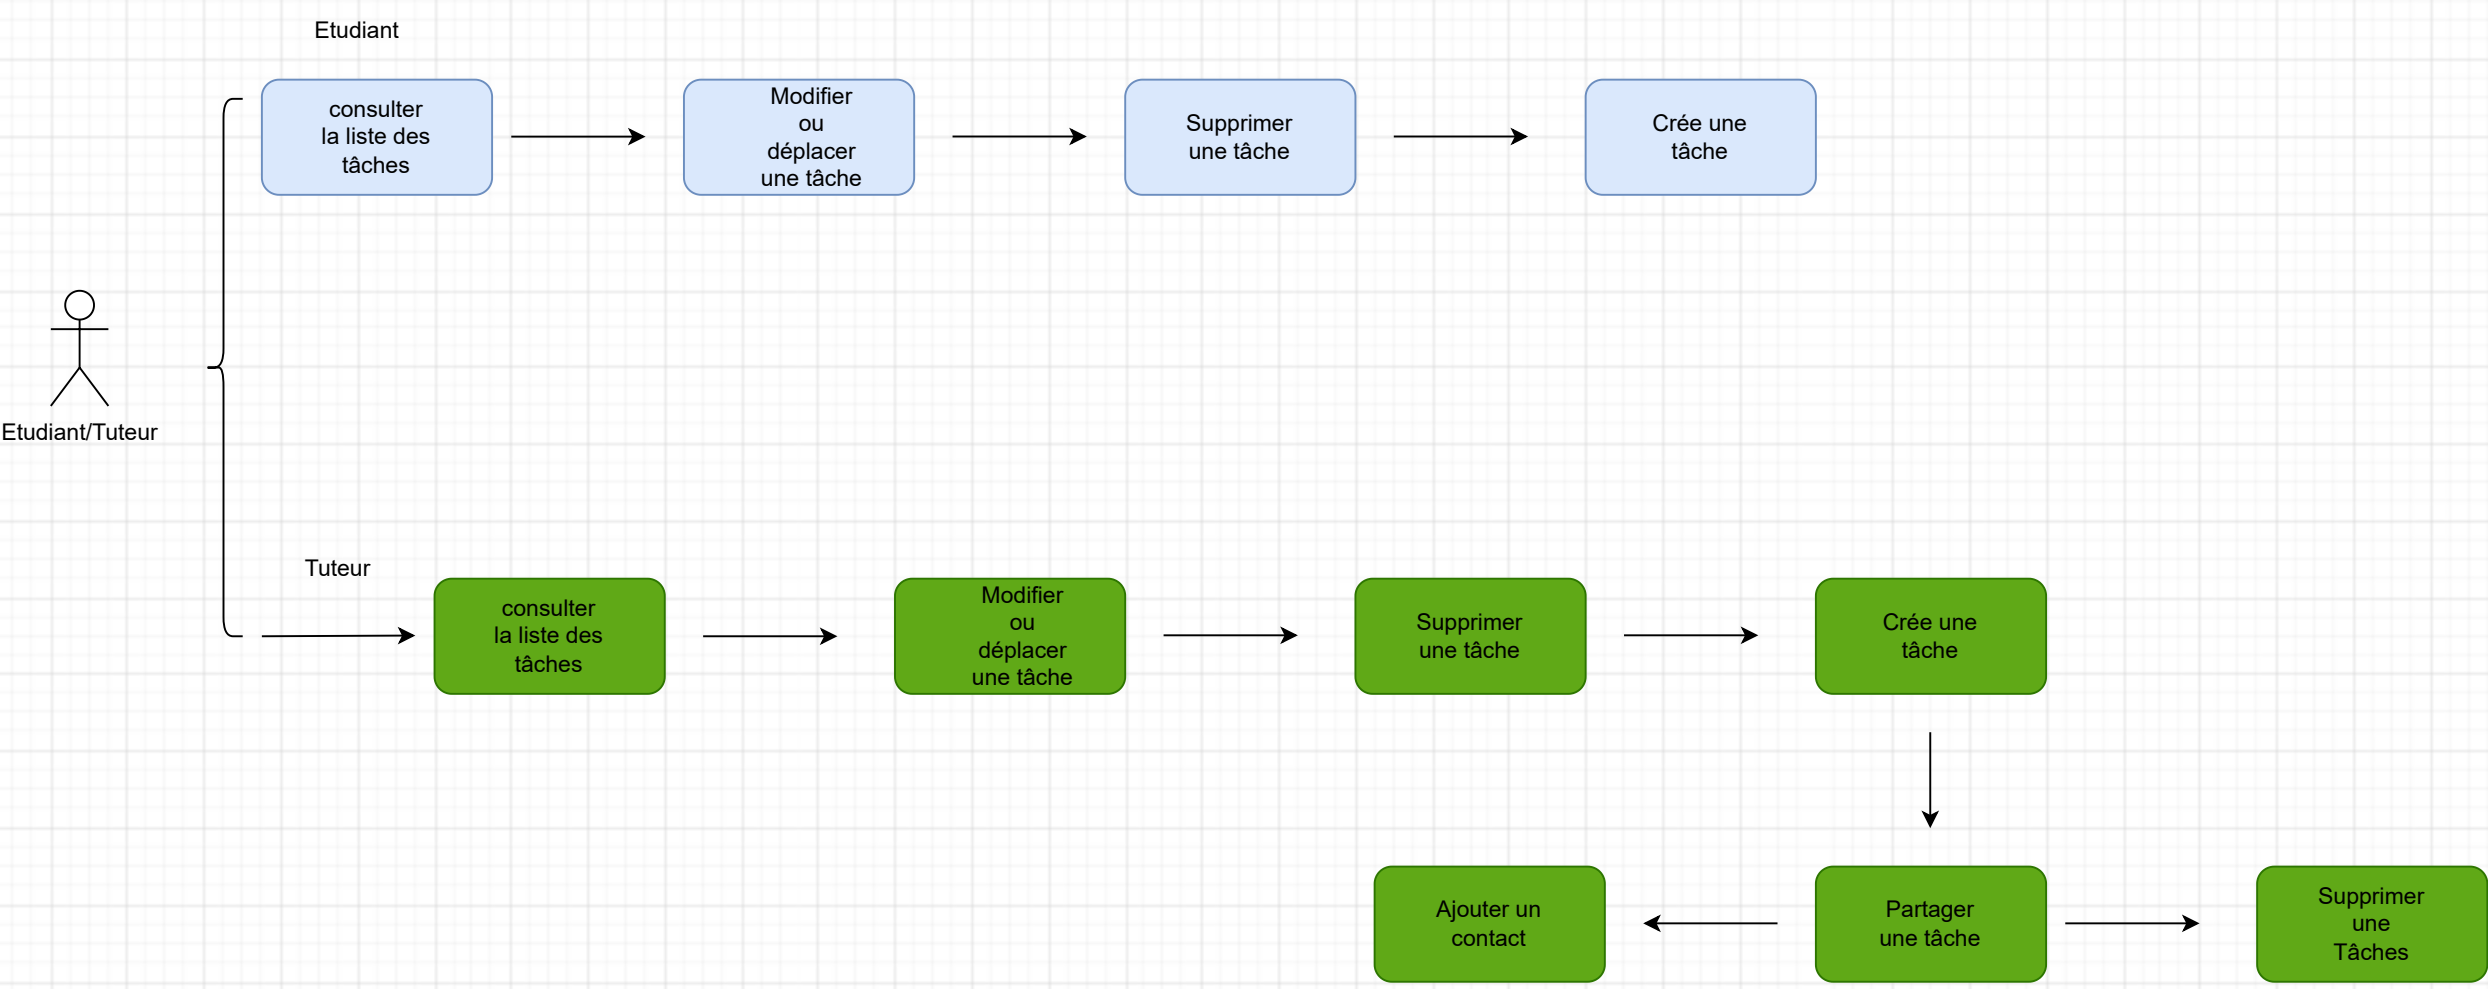 Etudiant
consulter
la liste des
tâches
Modifier
ou
déplacer
une tâche
Supprimer
une tâche
Crée une
tâche
Etudiant/Tuteur
Tuteur
consulter
la liste des
tâches
Modifier
ou
déplacer
une tâche
Supprimer
une tâche
Crée une
tâche
Ajouter un
contact
Partager
une tâche
Supprimer
une
Tâches